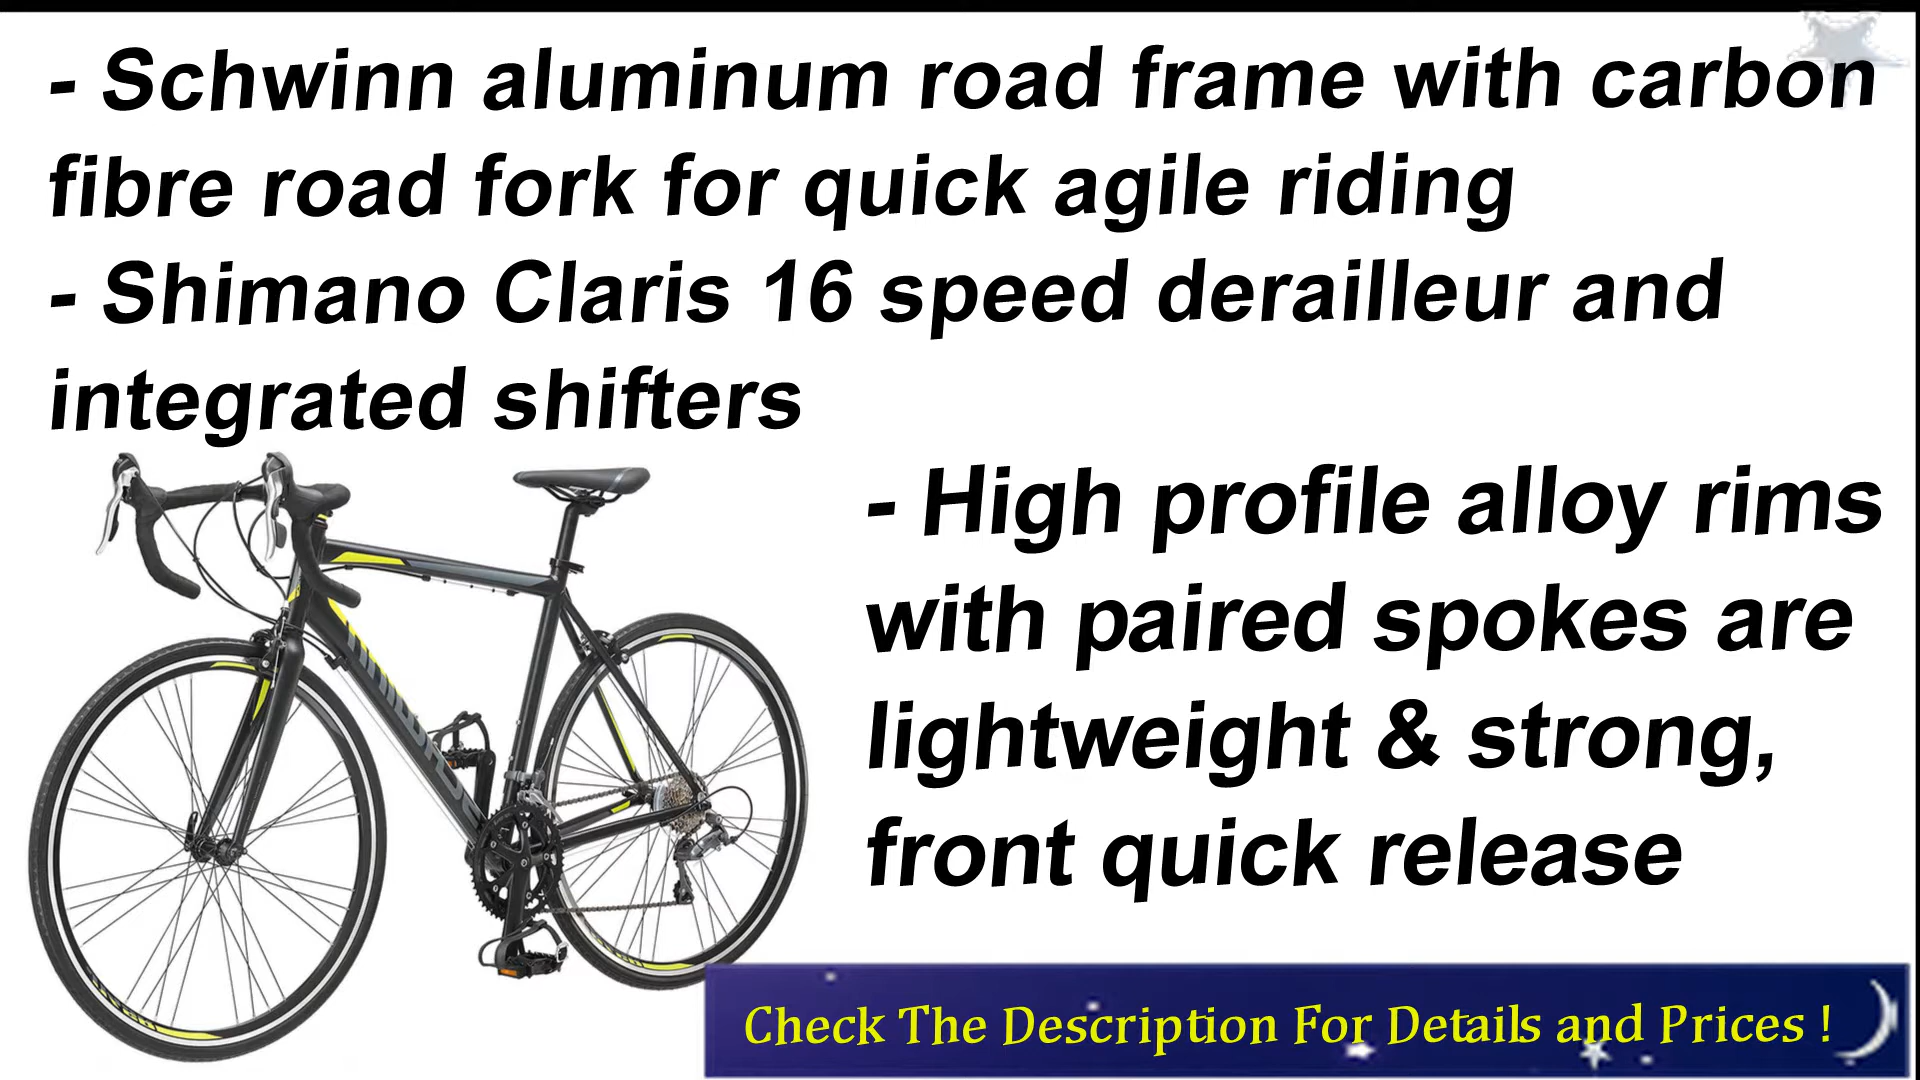 - Schwinn aluminum road frame with carbon
fibre road fork for quick agile riding
- Shimano Claris 16 speed derailleur and
integrated shifters
- High profile alloy rims
with paired spokes are
lightweight & strong,
front quick release
Check The Description For Details and Prices !